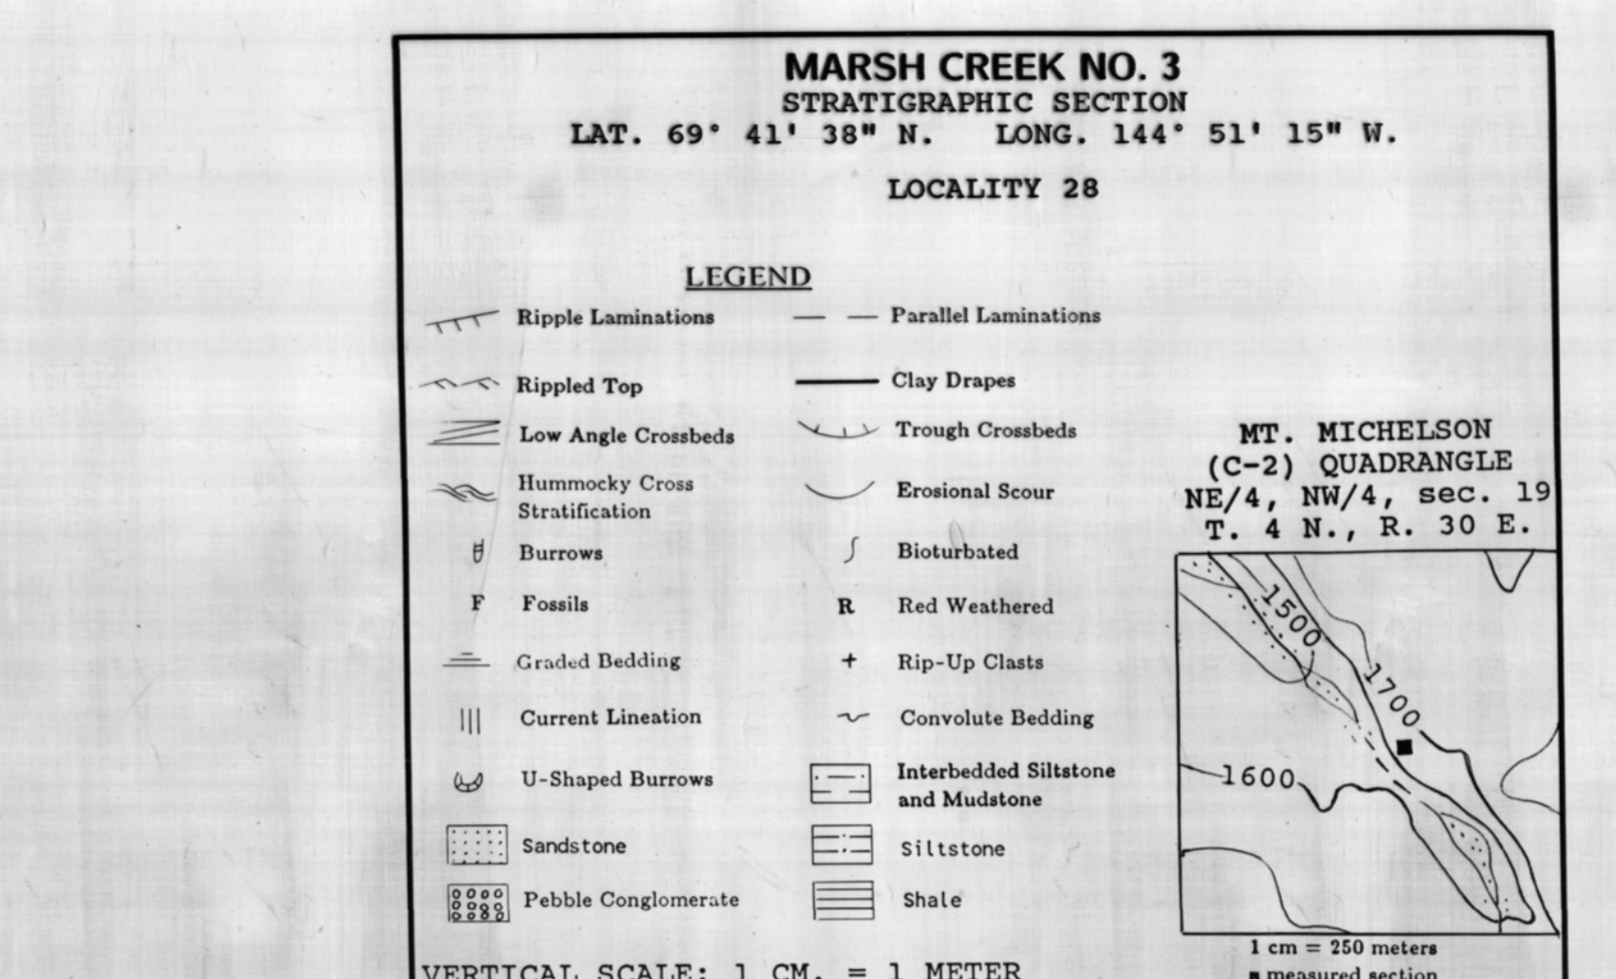 MARSH CREEK NO. 3
STRATIGRAPHIC SECTION
LAT. 69° 41' 38" N. LONG. 144° 51' 15" W.
LOCALITY 28
LEGEND
Ripple Laminations
Parallel Laminations
Rippled Top
Clay Drapes
Low Angle Crossbeds
Trough Crossbeds
Hummocky Cross
Stratification
Erosional Scour
Burrows
Bioturbated
F Fossils
R Red Weathered
Graded Bedding
Rip-Up Clasts
Current Lineation
Convolute Bedding
U-Shaped Burrows
Interbedded Siltstone
and Mudstone
Sandstone
Siltstone
Pebble Conglomerate
Shale
VERTICAL SCALE: 1 CM. = 1 METER
MT. MICHELSON
(C-2) QUADRANGLE
NE/4, NW/4, sec. 19
T. 4 N., R. 30 E.
1500
1700
1600
1 cm = 250 meters
measured section